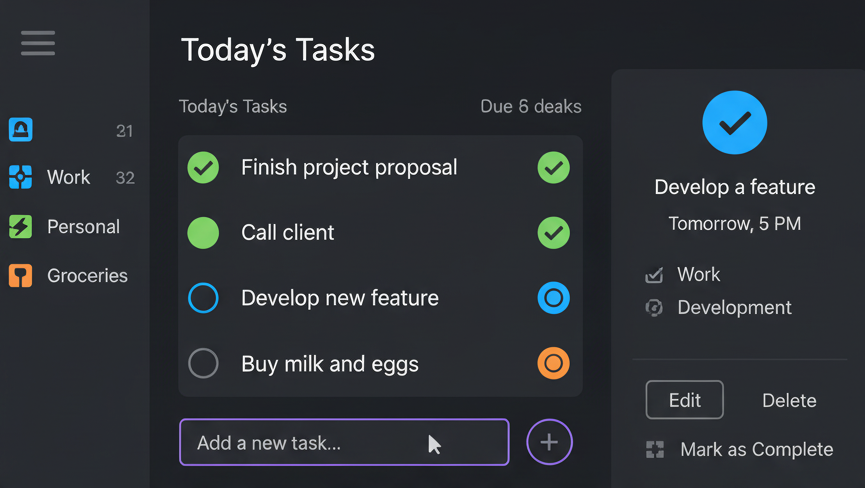 21
Work 32
Personal
Groceries
Today's Tasks
Today's Tasks Due 6 deaks
Finish project proposal
Call client
Develop new feature
Buy milk and eggs
Add a new task...
Develop a feature
Tomorrow, 5 PM
Work
Development
Edit Delete
Mark as Complete